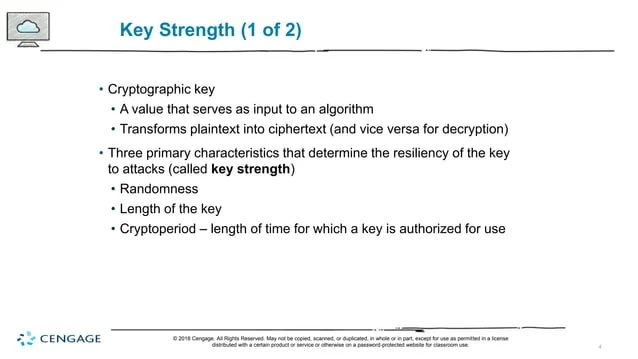 Key Strength (1 of 2)
• Cryptographic key
• A value that serves as input to an algorithm
• Transforms plaintext into ciphertext (and vice versa for decryption)
• Three primary characteristics that determine the resiliency of the key
to attacks (called key strength)
• Randomness
• Length of the key
• Cryptoperiod – length of time for which a key is authorized for use
CENGAGE
© 2018 Cengage. All Rights Reserved. May not be copied, scanned, or duplicated, in whole or in part, except for use as permitted in a license
distributed with a certain product or service or otherwise on a password-protected website for classroom use.
4